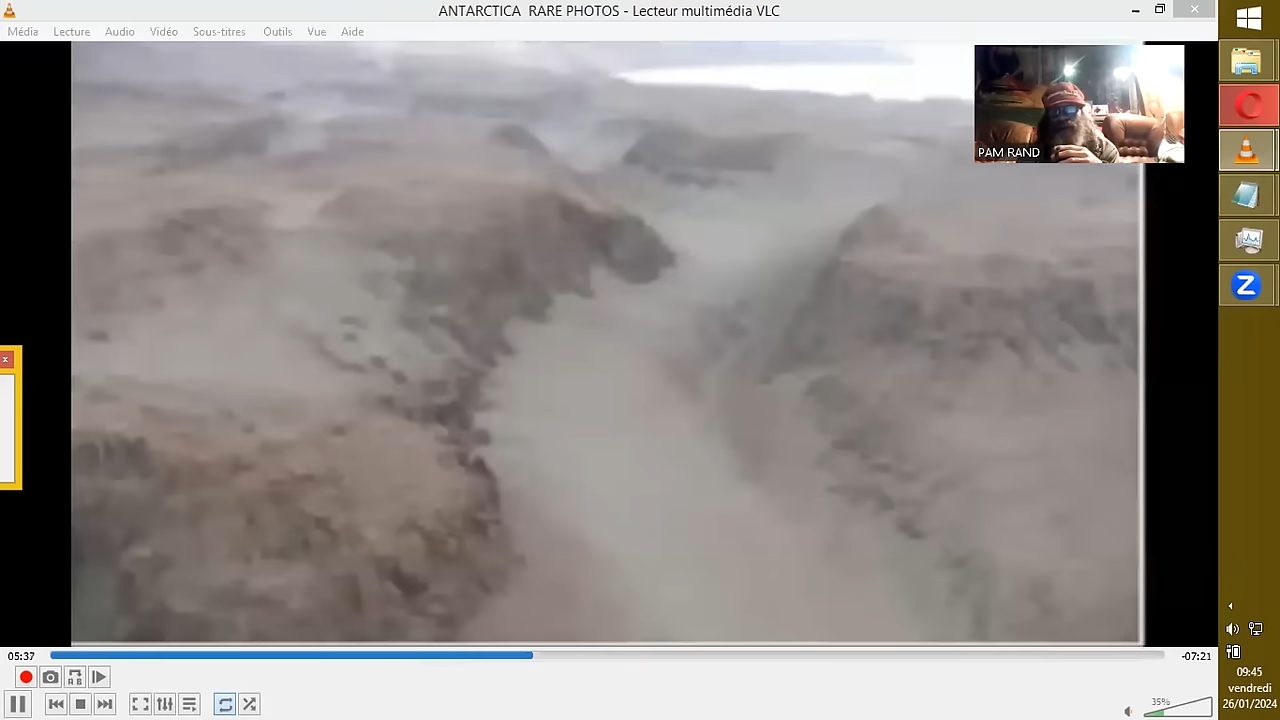 ANTARCTICA  RARE PHOTOS - Lecteur multimédia VLC
Média Lecture Audio Vidéo Sous-titres Outils Vue Aide
PAM RAND
05:37
-07:21
35%
09:45
vendredi
26/01/2024